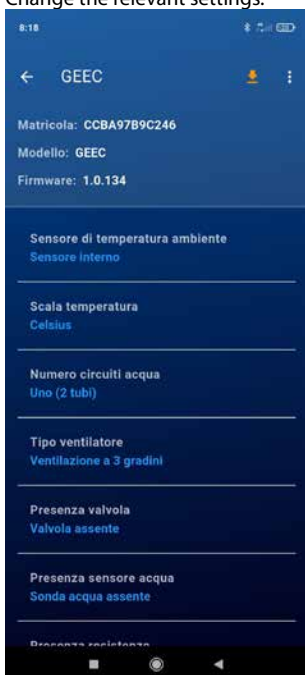 Change the relevant settings.
8:18
GEEC
Matricola: CCBA97B9C246
Modello: GEEC
Firmware: 1.0.134
Sensore di temperatura ambiente
Sensore interno
Scala temperatura
Celsius
Numero circuiti acqua
Uno (2 tubi)
Tipo ventilatore
Ventilazione a 3 gradini
Presenza valvola
Valvola assente
Presenza sensore acqua
Sonda acqua assente
Presenza resistenza